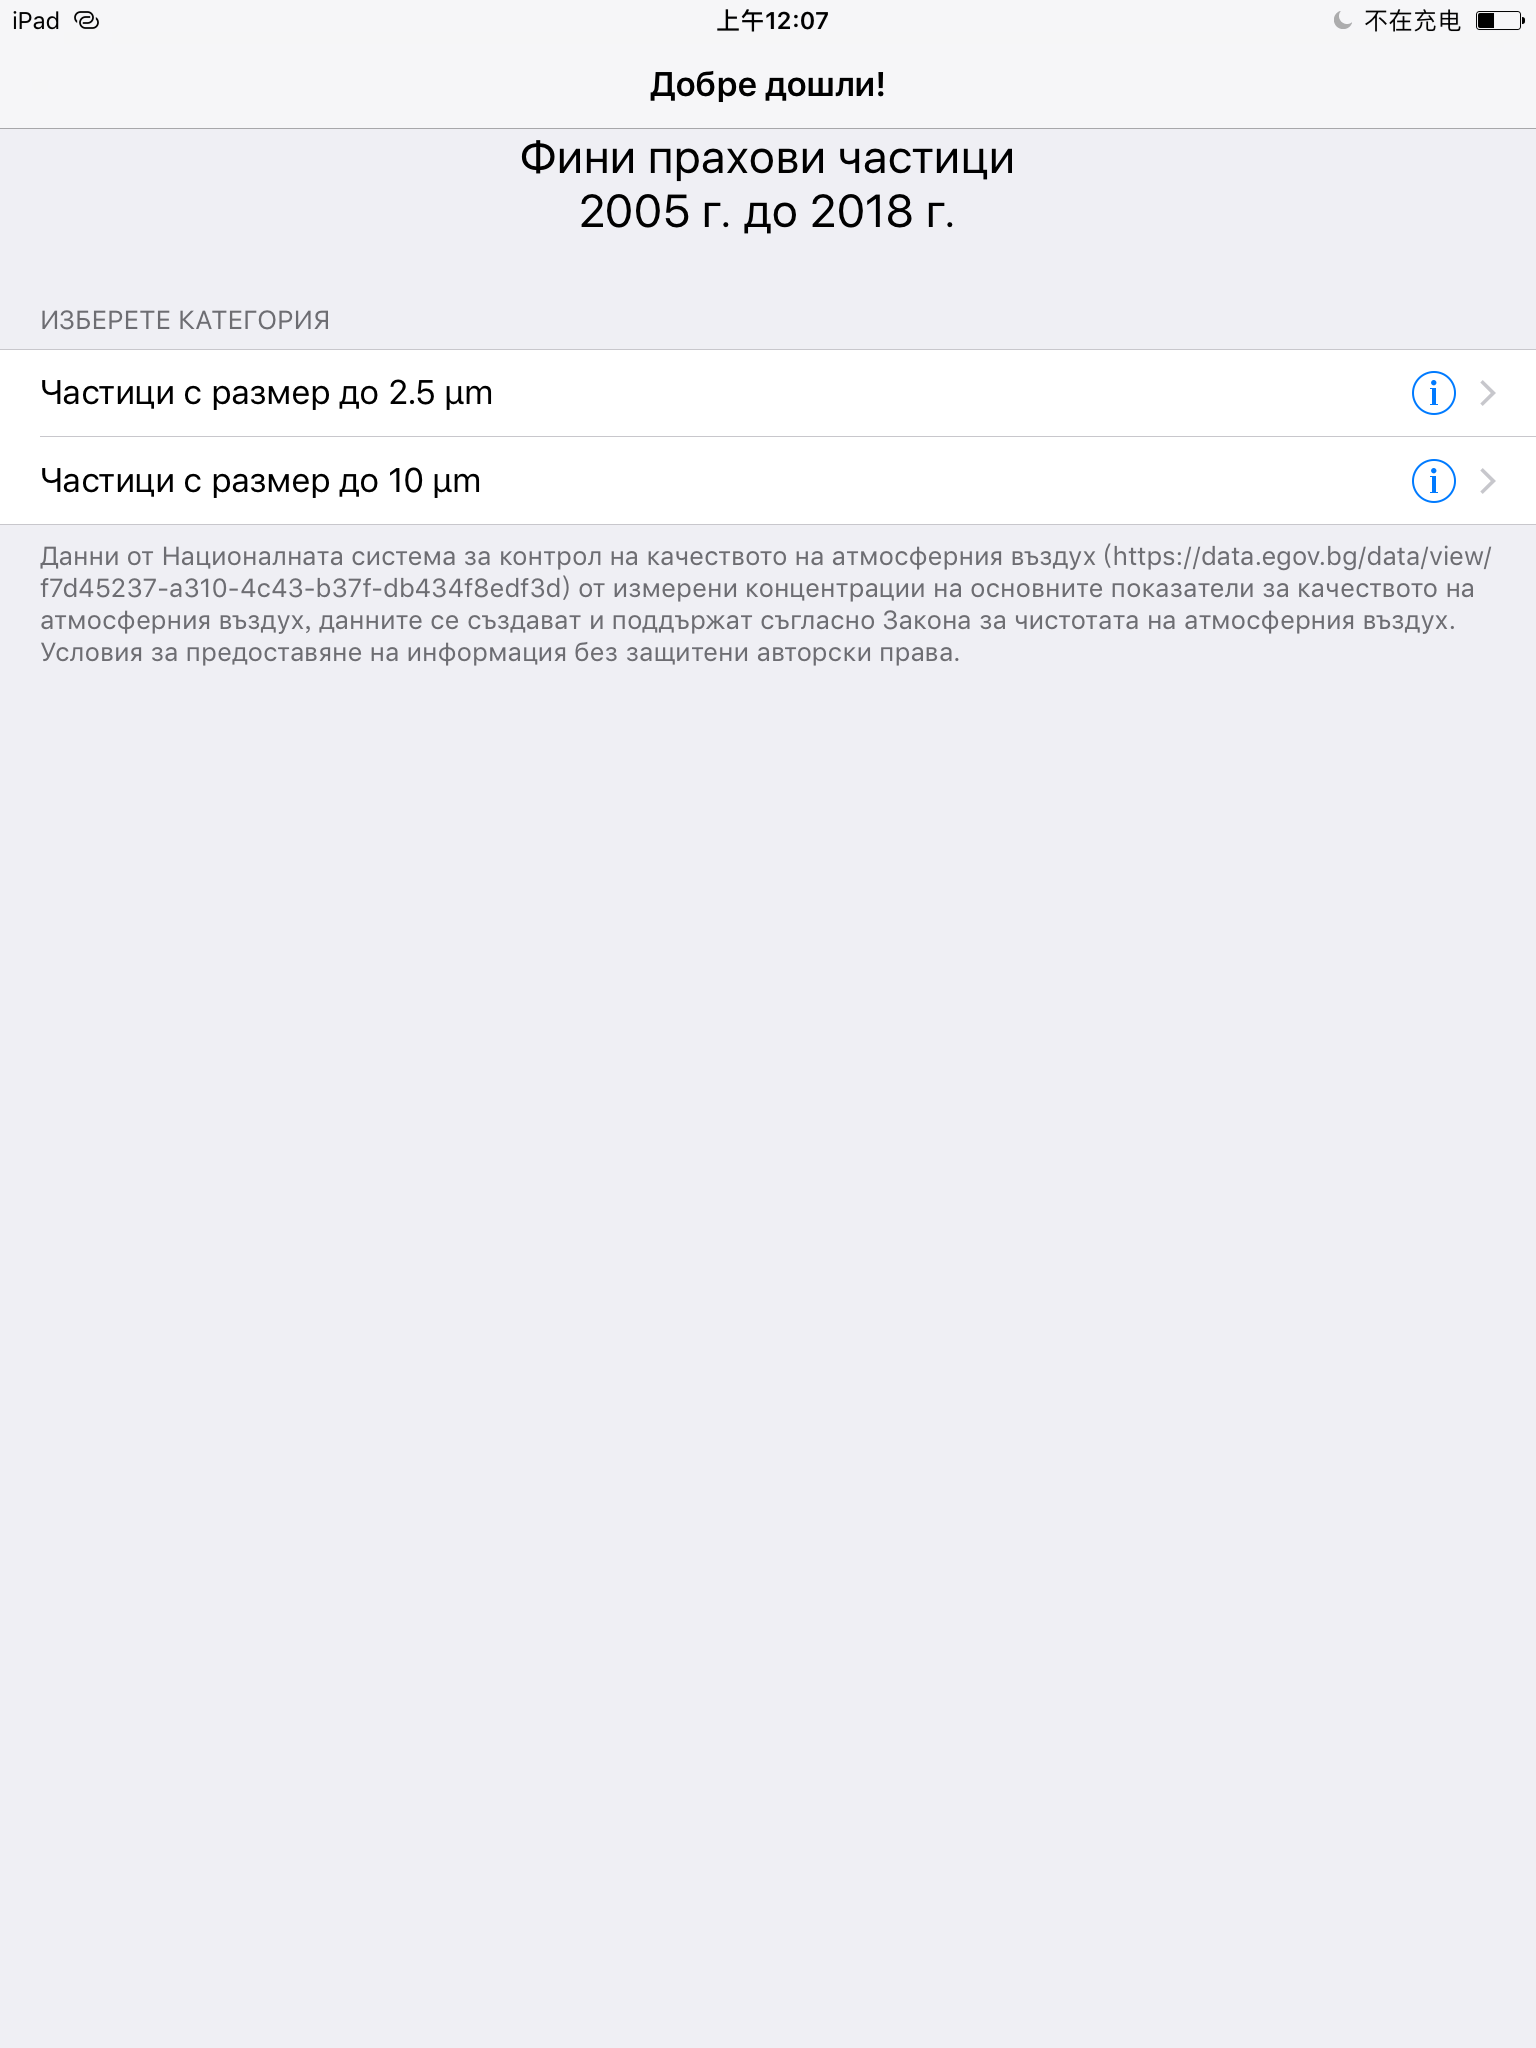 iPad
上午12:07
不在充电
Добре дошли!
Фини прахови частици
2005 г. до 2018 г.
ИЗБЕРЕТЕ КАТЕГОРИЯ
Частици с размер до 2.5 µm
Частици с размер до 10 µm
Данни от Националната система за контрол на качеството на атмосферния въздух (https://data.egov.bg/data/view/
f7d45237-a310-4c43-b37f-db434f8edf3d) от измерени концентрации на основните показатели за качеството на
атмосферния въздух, данните се създават и поддържат съгласно Закона за чистотата на атмосферния въздух.
Условия за предоставяне на информация без защитени авторски права.